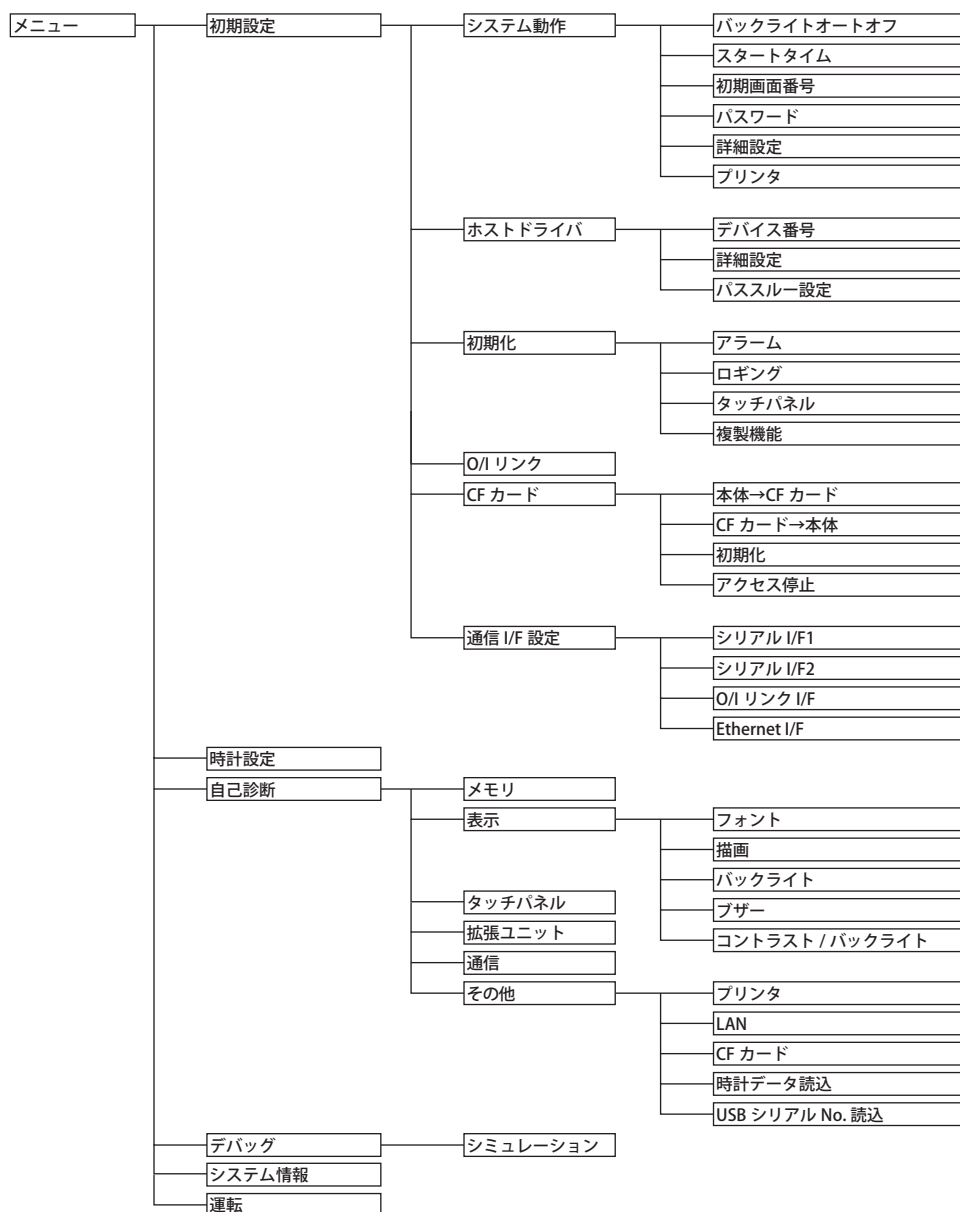 メニュー
初期設定
システム動作
バックライトオートオフ
スタートタイム
初期画面番号
パスワード
詳細設定
プリンタ
ホストドライバ
デバイス番号
詳細設定
パススルー設定
初期化
アラーム
ロギング
タッチパネル
複製機能
O/I リンク
CF カード
本体→CF カード
CF カード→本体
初期化
アクセス停止
通信 I/F 設定
シリアル I/F1
シリアル I/F2
O/I リンク I/F
Ethernet I/F
時計設定
自己診断
メモリ
表示
フォント
描画
バックライト
ブザー
コントラスト / バックライト
タッチパネル
拡張ユニット
通信
その他
プリンタ
LAN
CF カード
時計データ読込
USB シリアル No. 読込
デバッグ
シミュレーション
システム情報
運転